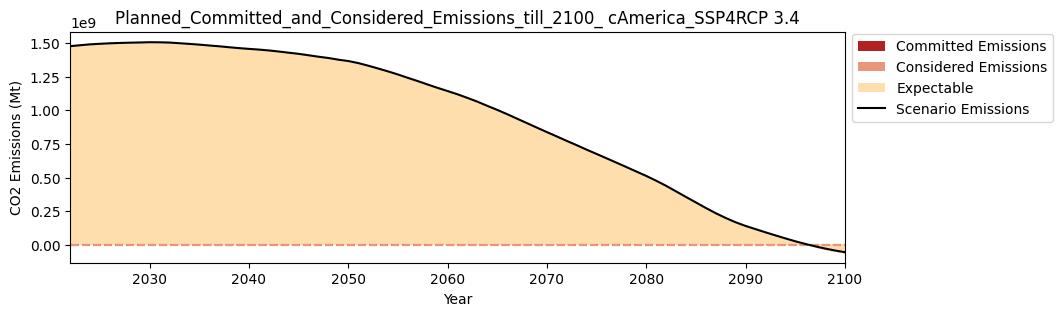 Planned_Committed_and_Considered_Emissions_till_2100_ cAmerica_SSP4RCP 3.4
1e9
1.50
1.25
1.00
0.75
0.50
0.25
0.00
CO2 Emissions (Mt)
2030 2040 2050 2060 2070 2080 2090 2100
Year
Committed Emissions
Considered Emissions
Expectable
Scenario Emissions